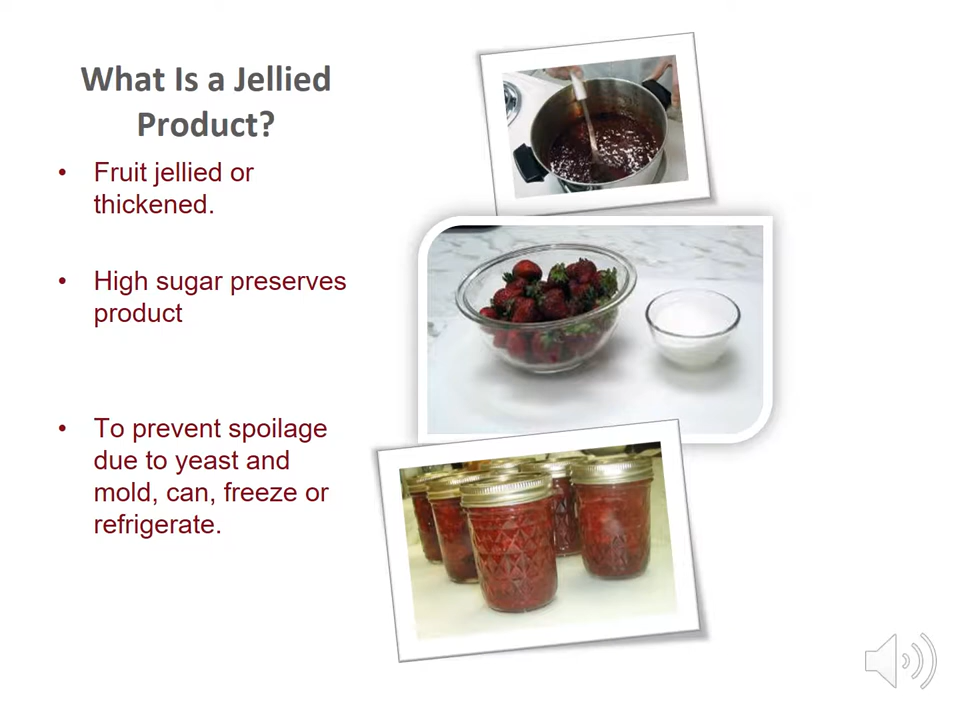 What Is a Jellied
Product?
• Fruit jellied or
thickened.
• High sugar preserves
product
• To prevent spoilage
due to yeast and
mold, can, freeze or
refrigerate.